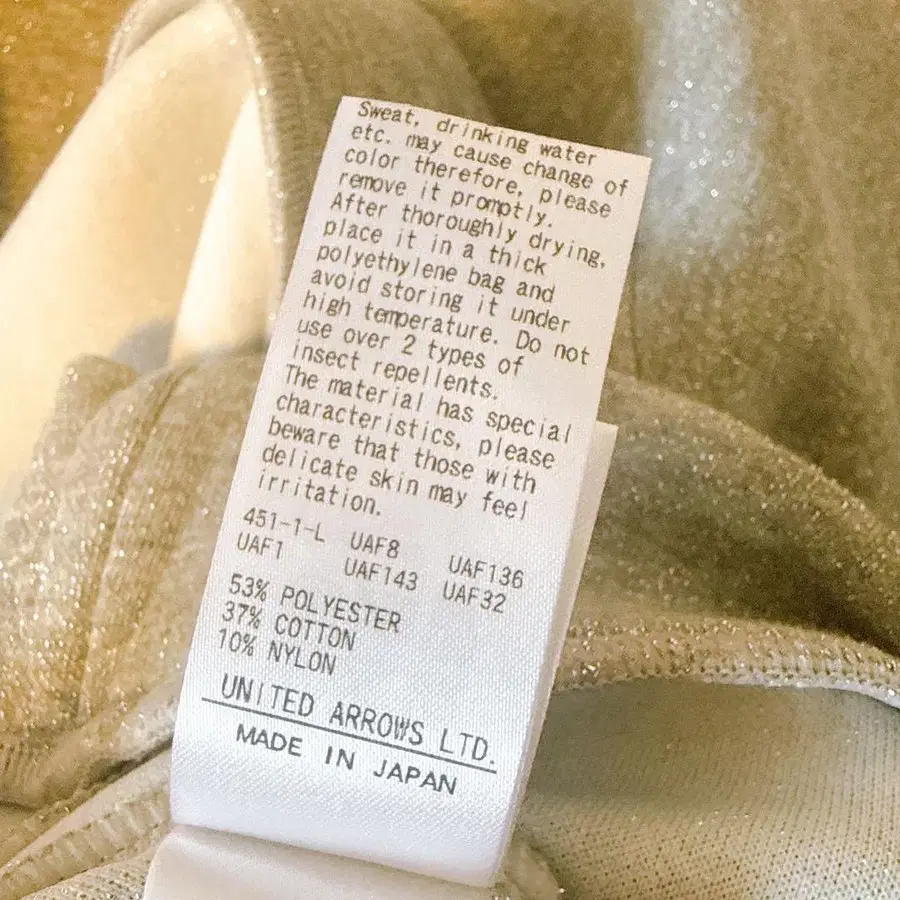 Sweat, drinking water
etc. may cause change of
color therefore, please
remove it promptly.
After thoroughly drying,
place it in a thick
polyethylene bag and
avoid storing it under
high temperature. Do not
use over 2 types of
insect repellents.
The material has special
characteristics, please
beware that those with
delicate skin may feel
irritation.
451-1-L UAF8 UAF136
UAF1 UAF143 UAF32
53% POLYESTER
37% COTTON
10% NYLON
UNITED ARROWS LTD.
MADE IN JAPAN